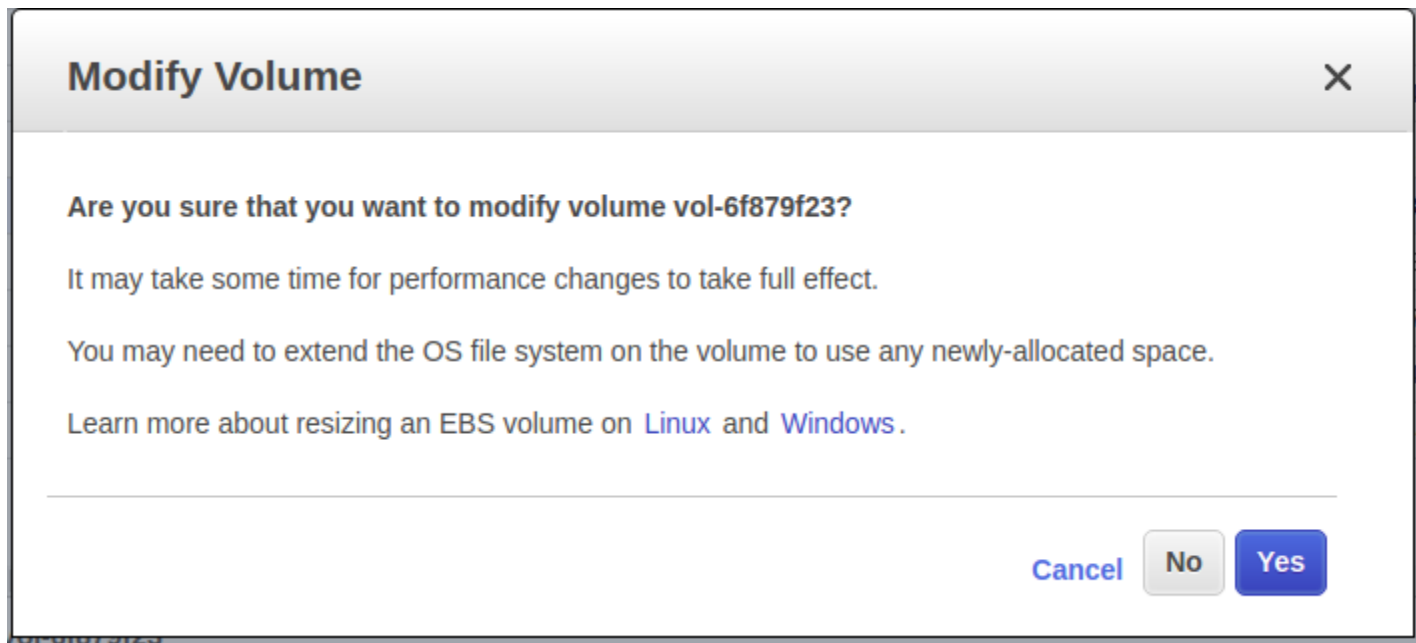 Modify Volume
Are you sure that you want to modify volume vol-6f879f23?
It may take some time for performance changes to take full effect.
You may need to extend the OS file system on the volume to use any newly-allocated space.
Learn more about resizing an EBS volume on Linux and Windows.
Cancel No Yes